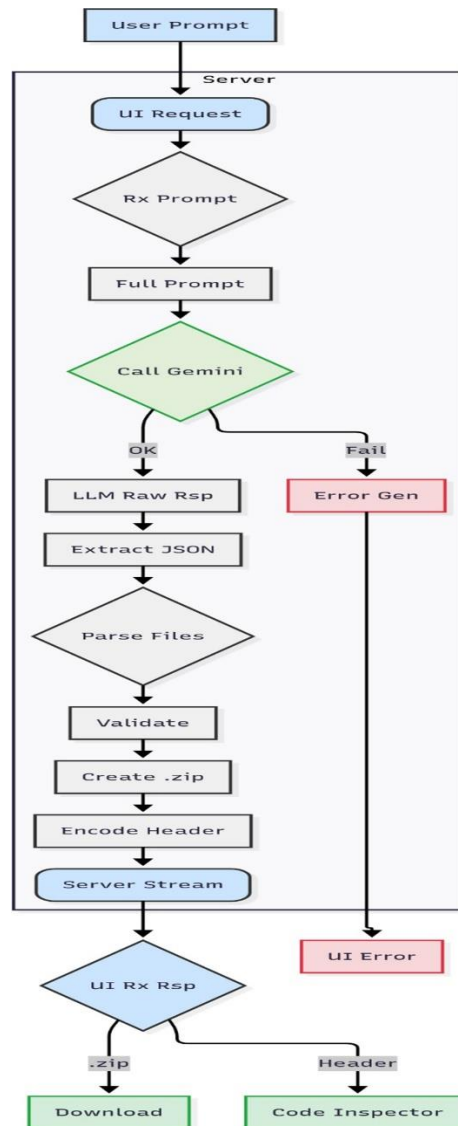 User Prompt
Server
UI Request
Rx Prompt
Full Prompt
Call Gemini
OK
Fail
LLM Raw Rsp
Error Gen
Extract JSON
Parse Files
Validate
Create .zip
Encode Header
Server Stream
UI Error
UI Rx Rsp
.zip
Header
Download
Code Inspector